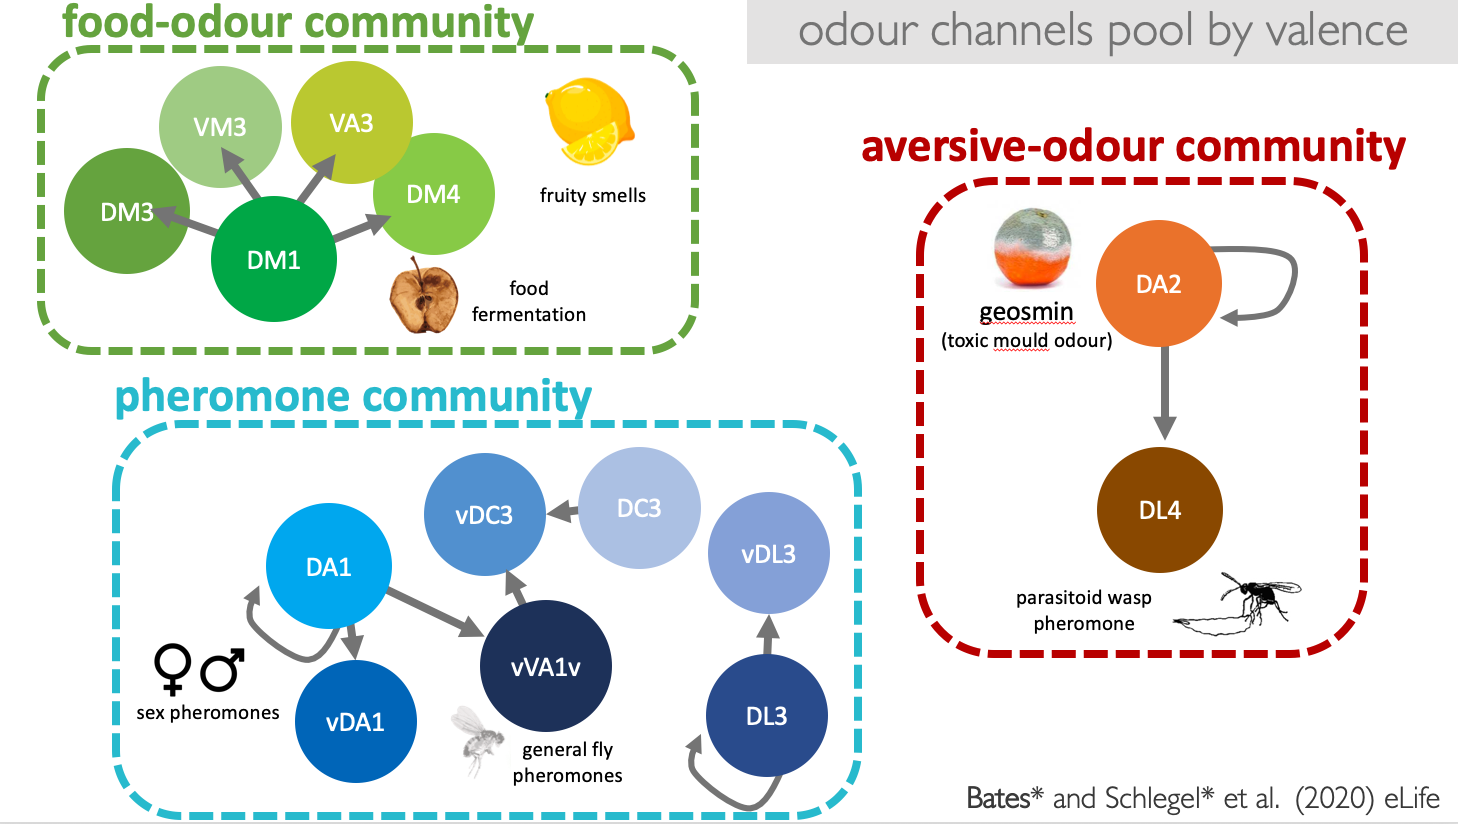 food-odour community
odour channels pool by valence
VM3
VA3
DM3
DM4
DM1
fruity smells
food
fermentation
aversive-odour community
DA2
geosmin
(toxic mould odour)
DL4
parasitoid wasp
pheromone
pheromone community
vDC3
DC3
vDL3
DA1
vVA1v
vDA1
DL3
sex pheromones
general fly
pheromones
Bates* and Schlegel* et al. (2020) eLife